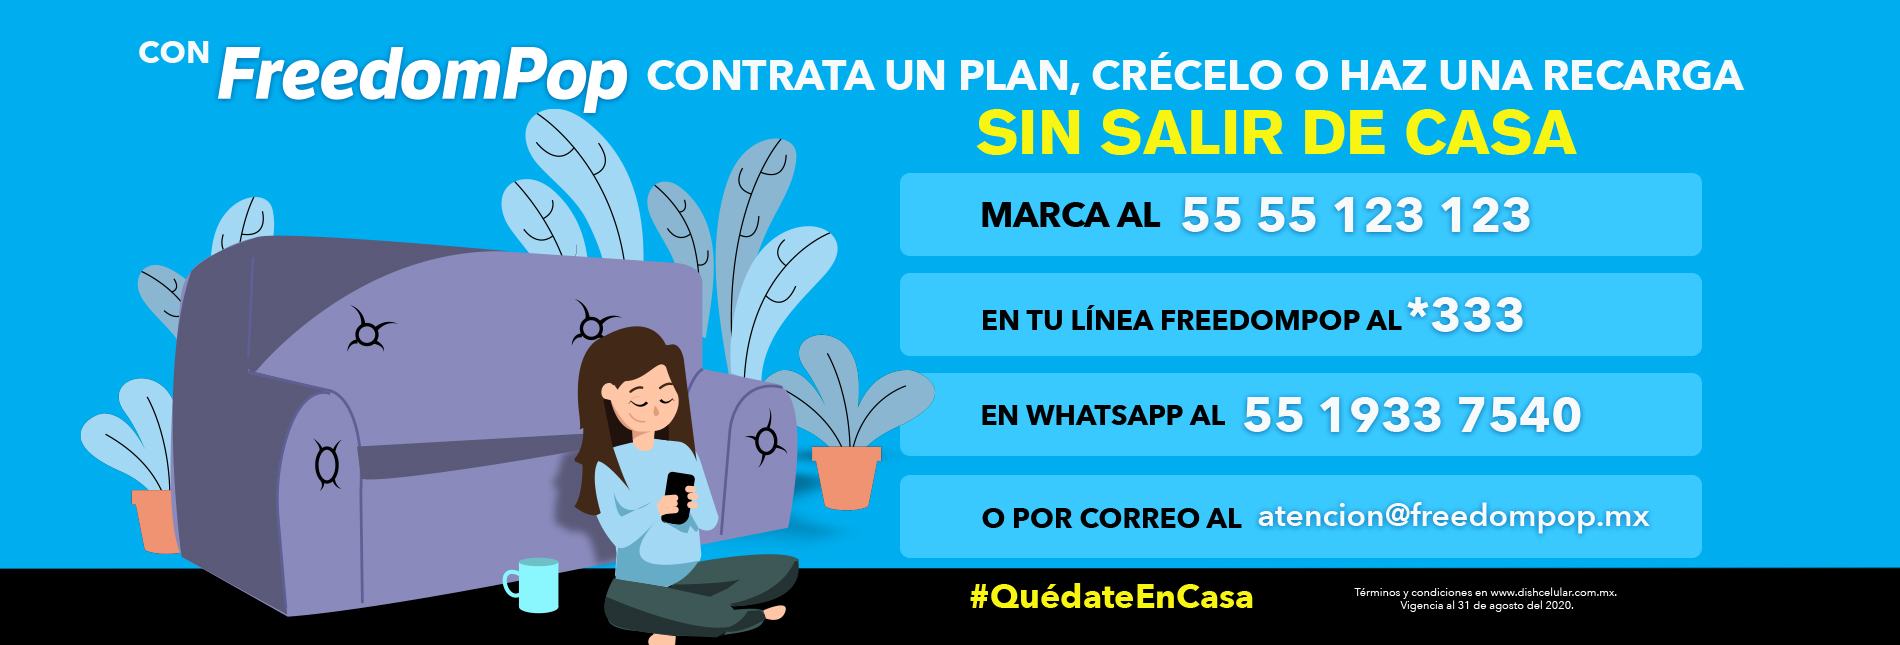 CON FreedomPop CONTRATA UN PLAN, CRÉCELO O HAZ UNA RECARGA
SIN SALIR DE CASA
MARCA AL 55 55 123 123
EN TU LÍNEA FREEDOMPOP AL *333
EN WHATSAPP AL 55 1933 7540
O POR CORREO AL atencion@freedompop.mx
#QuédateEnCasa
Términos y condiciones en www.dishcelular.com.mx.
Vigencia al 31 de agosto del 2020.